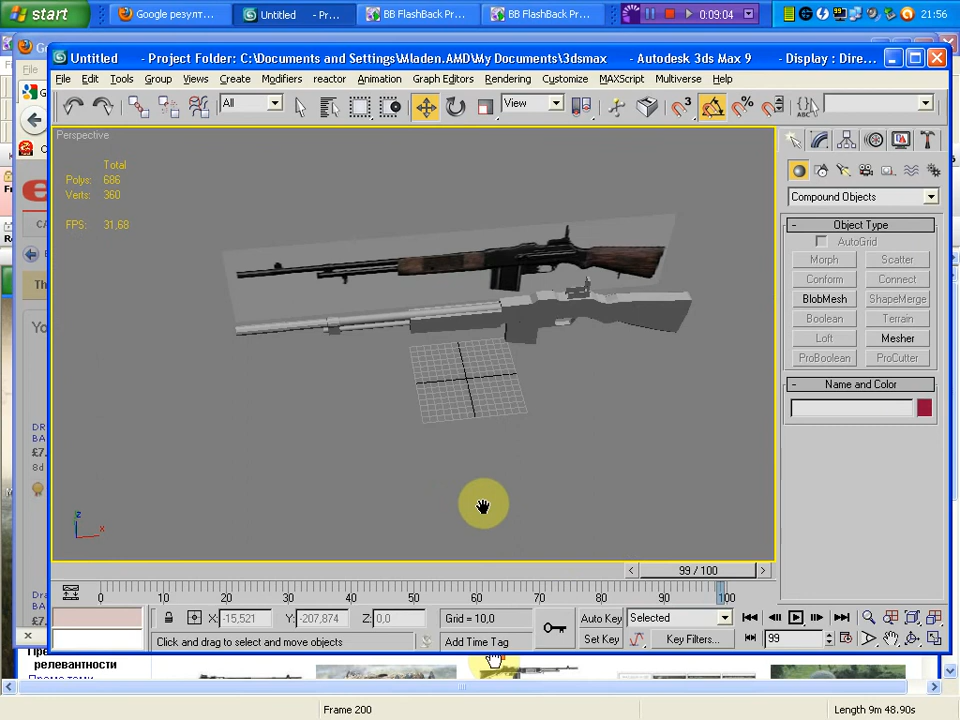 start
Google резулт...
Untitled - Pr...
BB FlashBack Pr...
BB FlashBack Pr...
0:09:04
21:56
Untitled - Project Folder: C:\Documents and Settings\Mladen.AMD\My Documents\3dsmax - Autodesk 3ds Max 9 - Display : Dire...
File Edit Tools Group Views Create Modifiers reactor Animation Graph Editors Rendering Customize MAXScript Multiverse Help
All
View
Perspective
Total
Polys: 686
Verts: 360
FPS: 31,68
Compound Objects
Object Type
AutoGrid
Morph Scatter
Conform Connect
BlobMesh ShapeMerge
Boolean Terrain
Loft Mesher
ProBoolean ProCutter
Name and Color
z
x
99 / 100
0 10 20 30 40 50 60 70 80 90 100
X: -15,521 Y: -207,874 Z: 0,0 Grid = 10,0
Auto Key Selected
Click and drag to select and move objects
Add Time Tag
Set Key Key Filters... 99
релевантности
Frame 200
Length 9m 48.90s